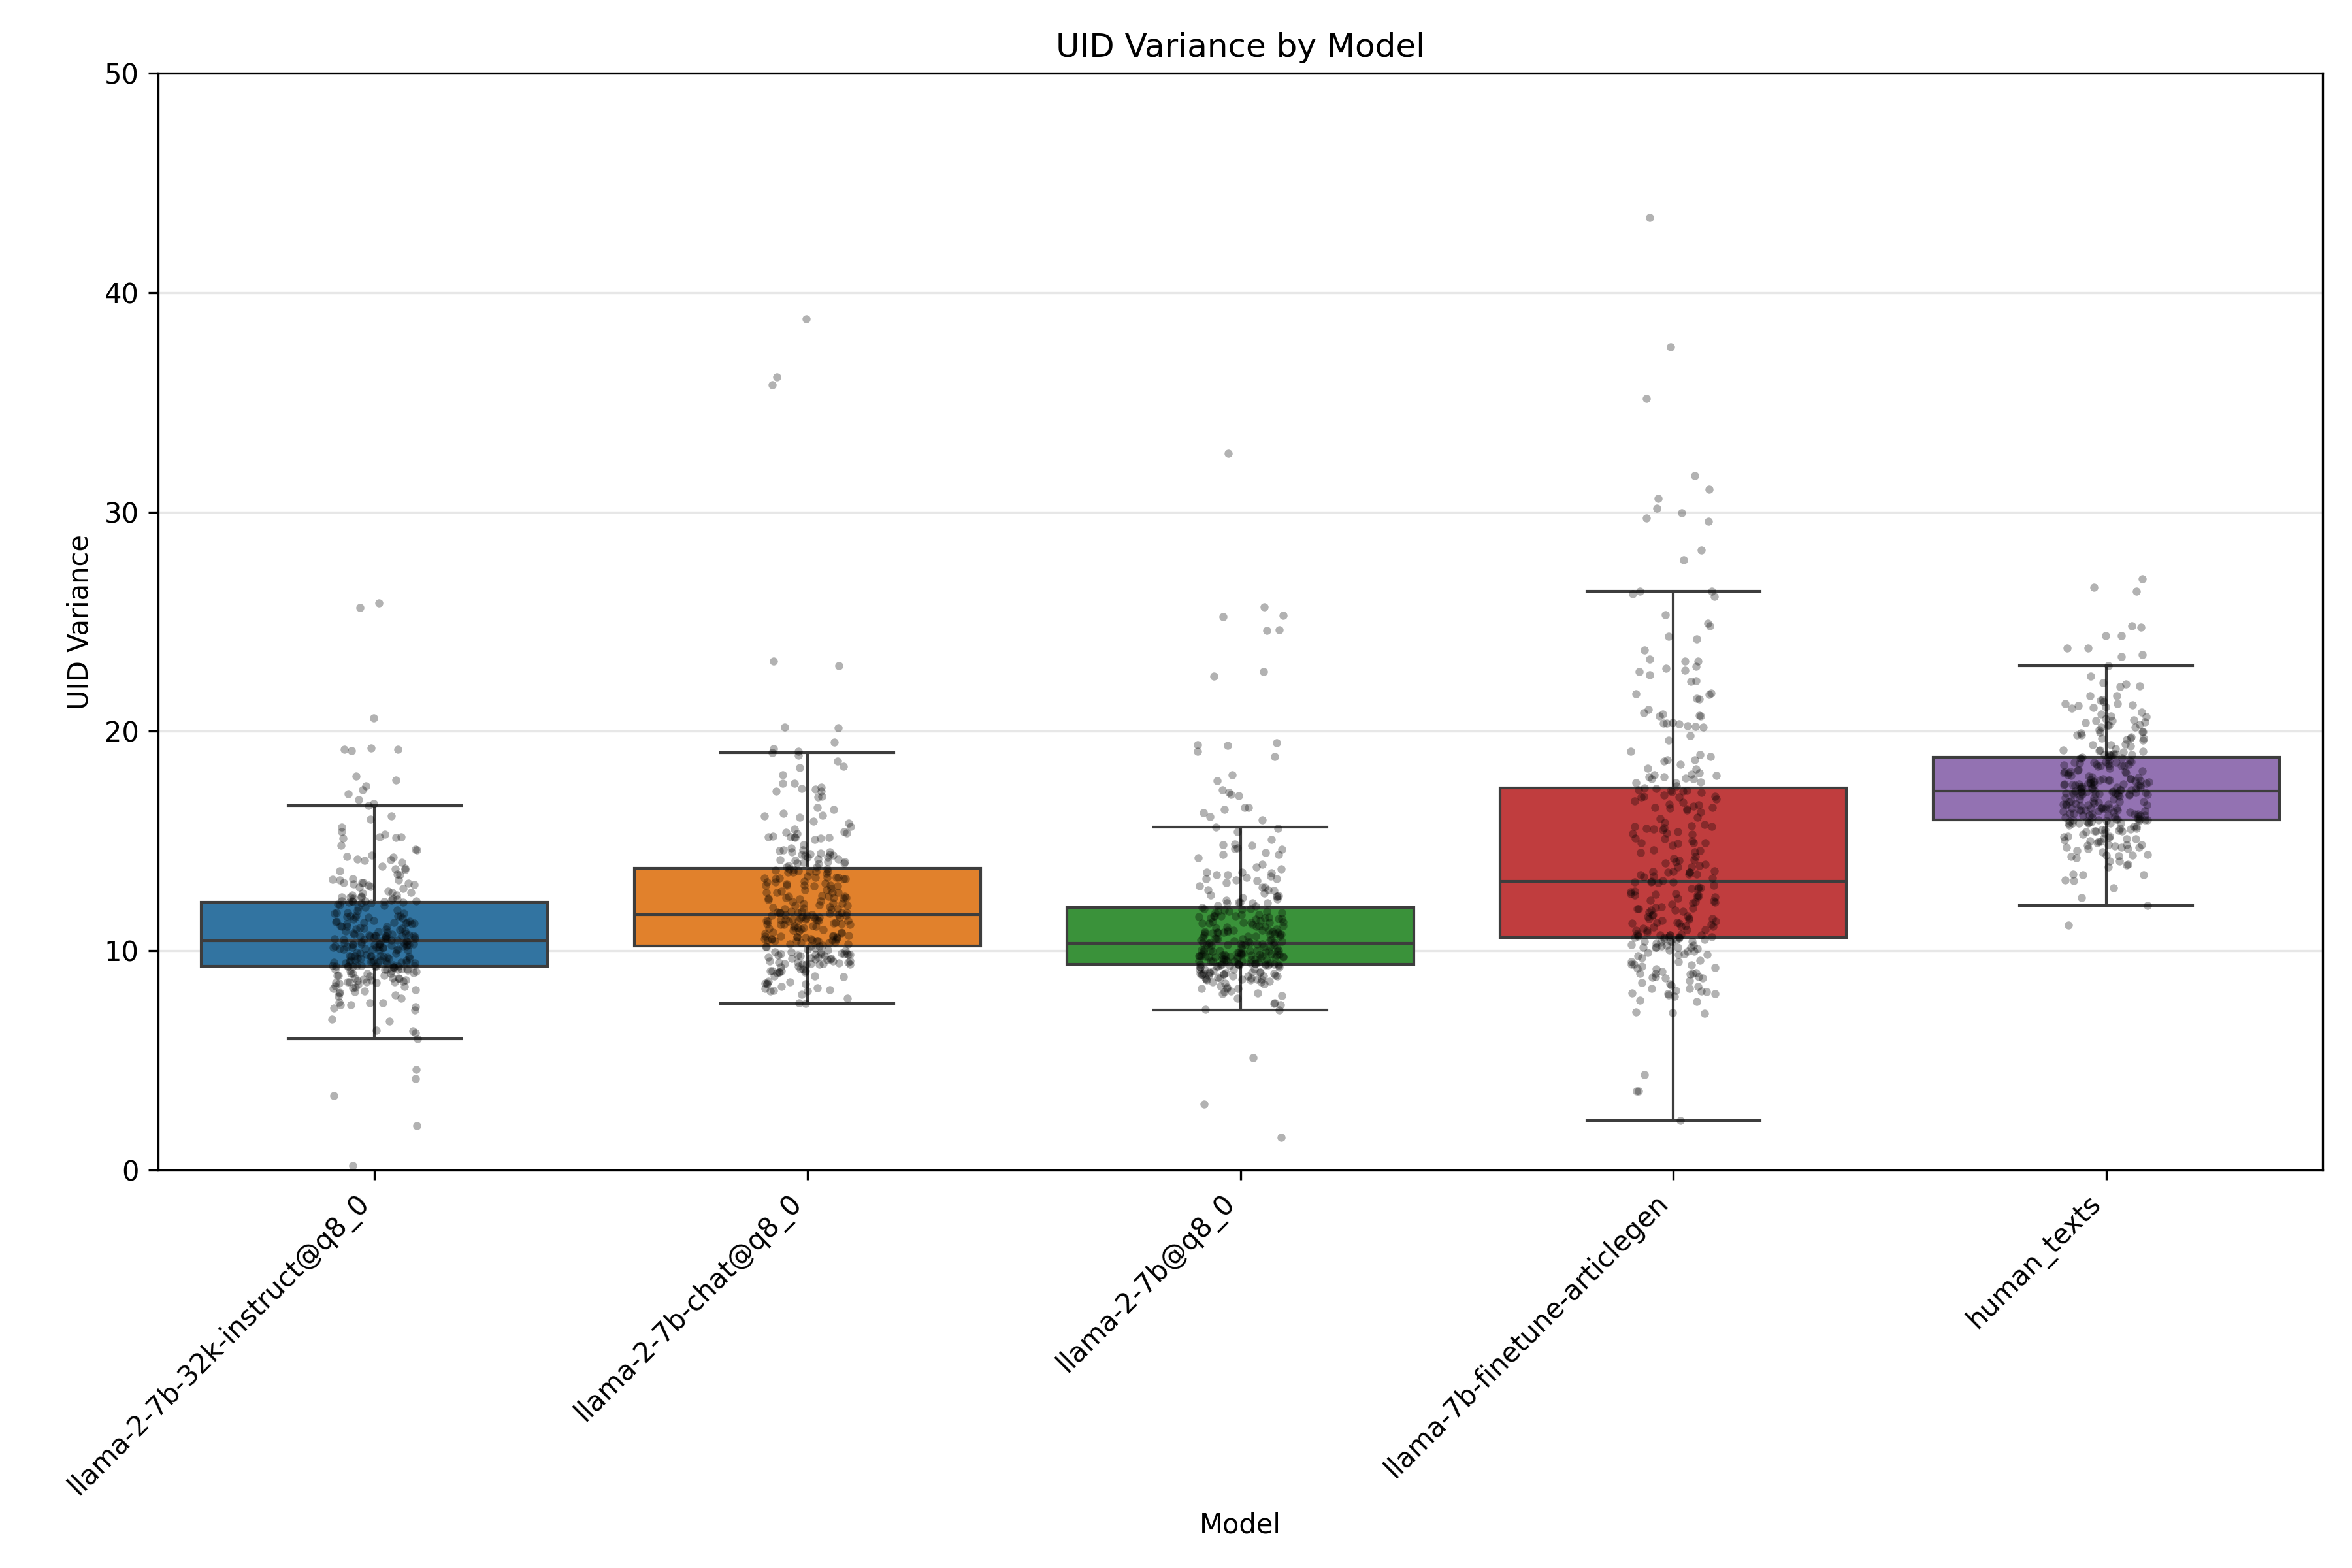 UID Variance by Model
50
40
30
20
10
0
UID Variance
llama-2-7b-32k-instruct@q8_0
llama-2-7b-chat@q8_0
llama-2-7b@q8_0
llama-7b-finetune-articlegen
human_texts
Model